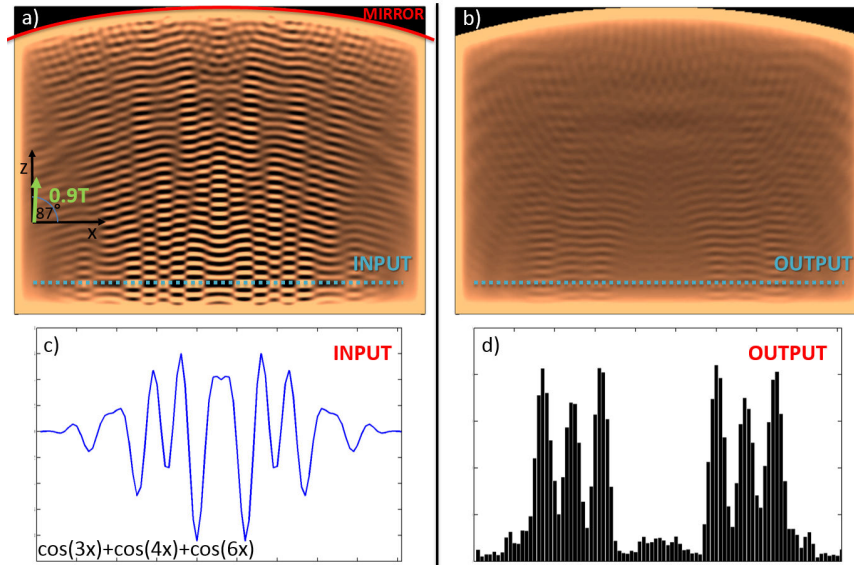 a)
MIRROR
b)
z
0.9T
87°
x
INPUT
OUTPUT
c)
INPUT
cos(3x)+cos(4x)+cos(6x)
d)
OUTPUT